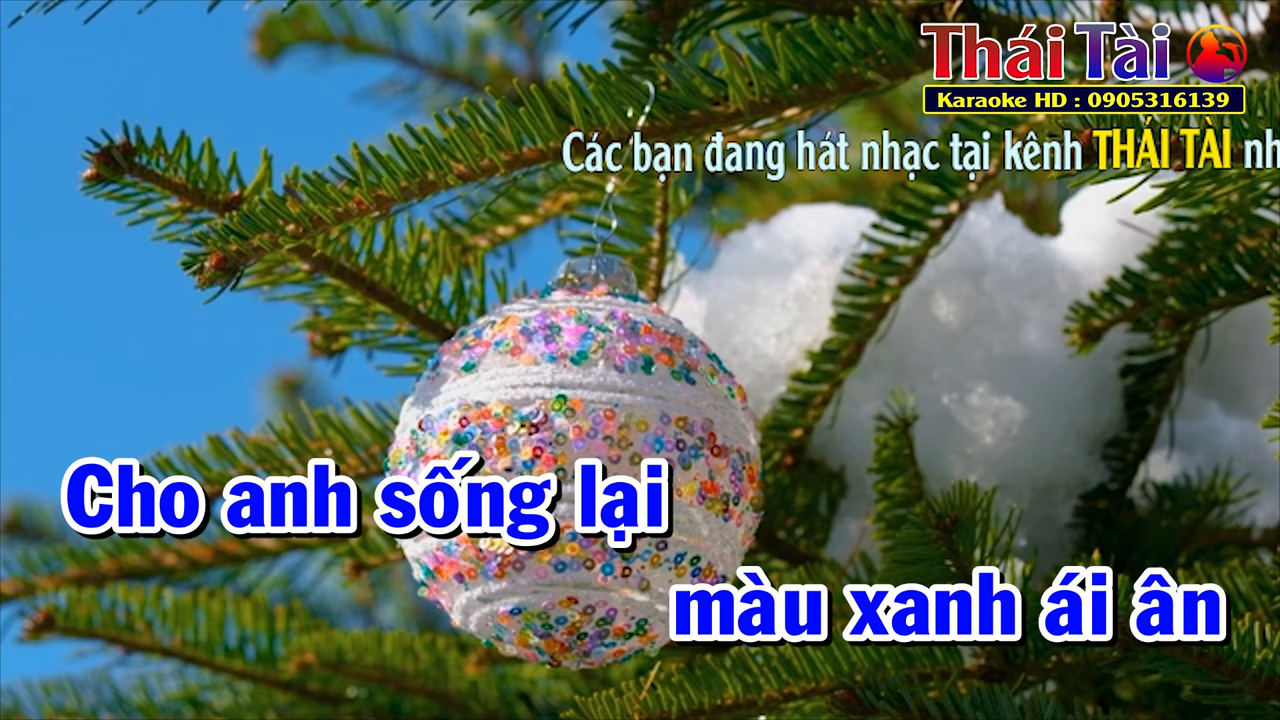 Thái Tài
Karaoke HD : 0905316139
Các bạn đang hát nhạc tại kênh THÁI TÀI nh
Cho anh sống lại
màu xanh ái ân